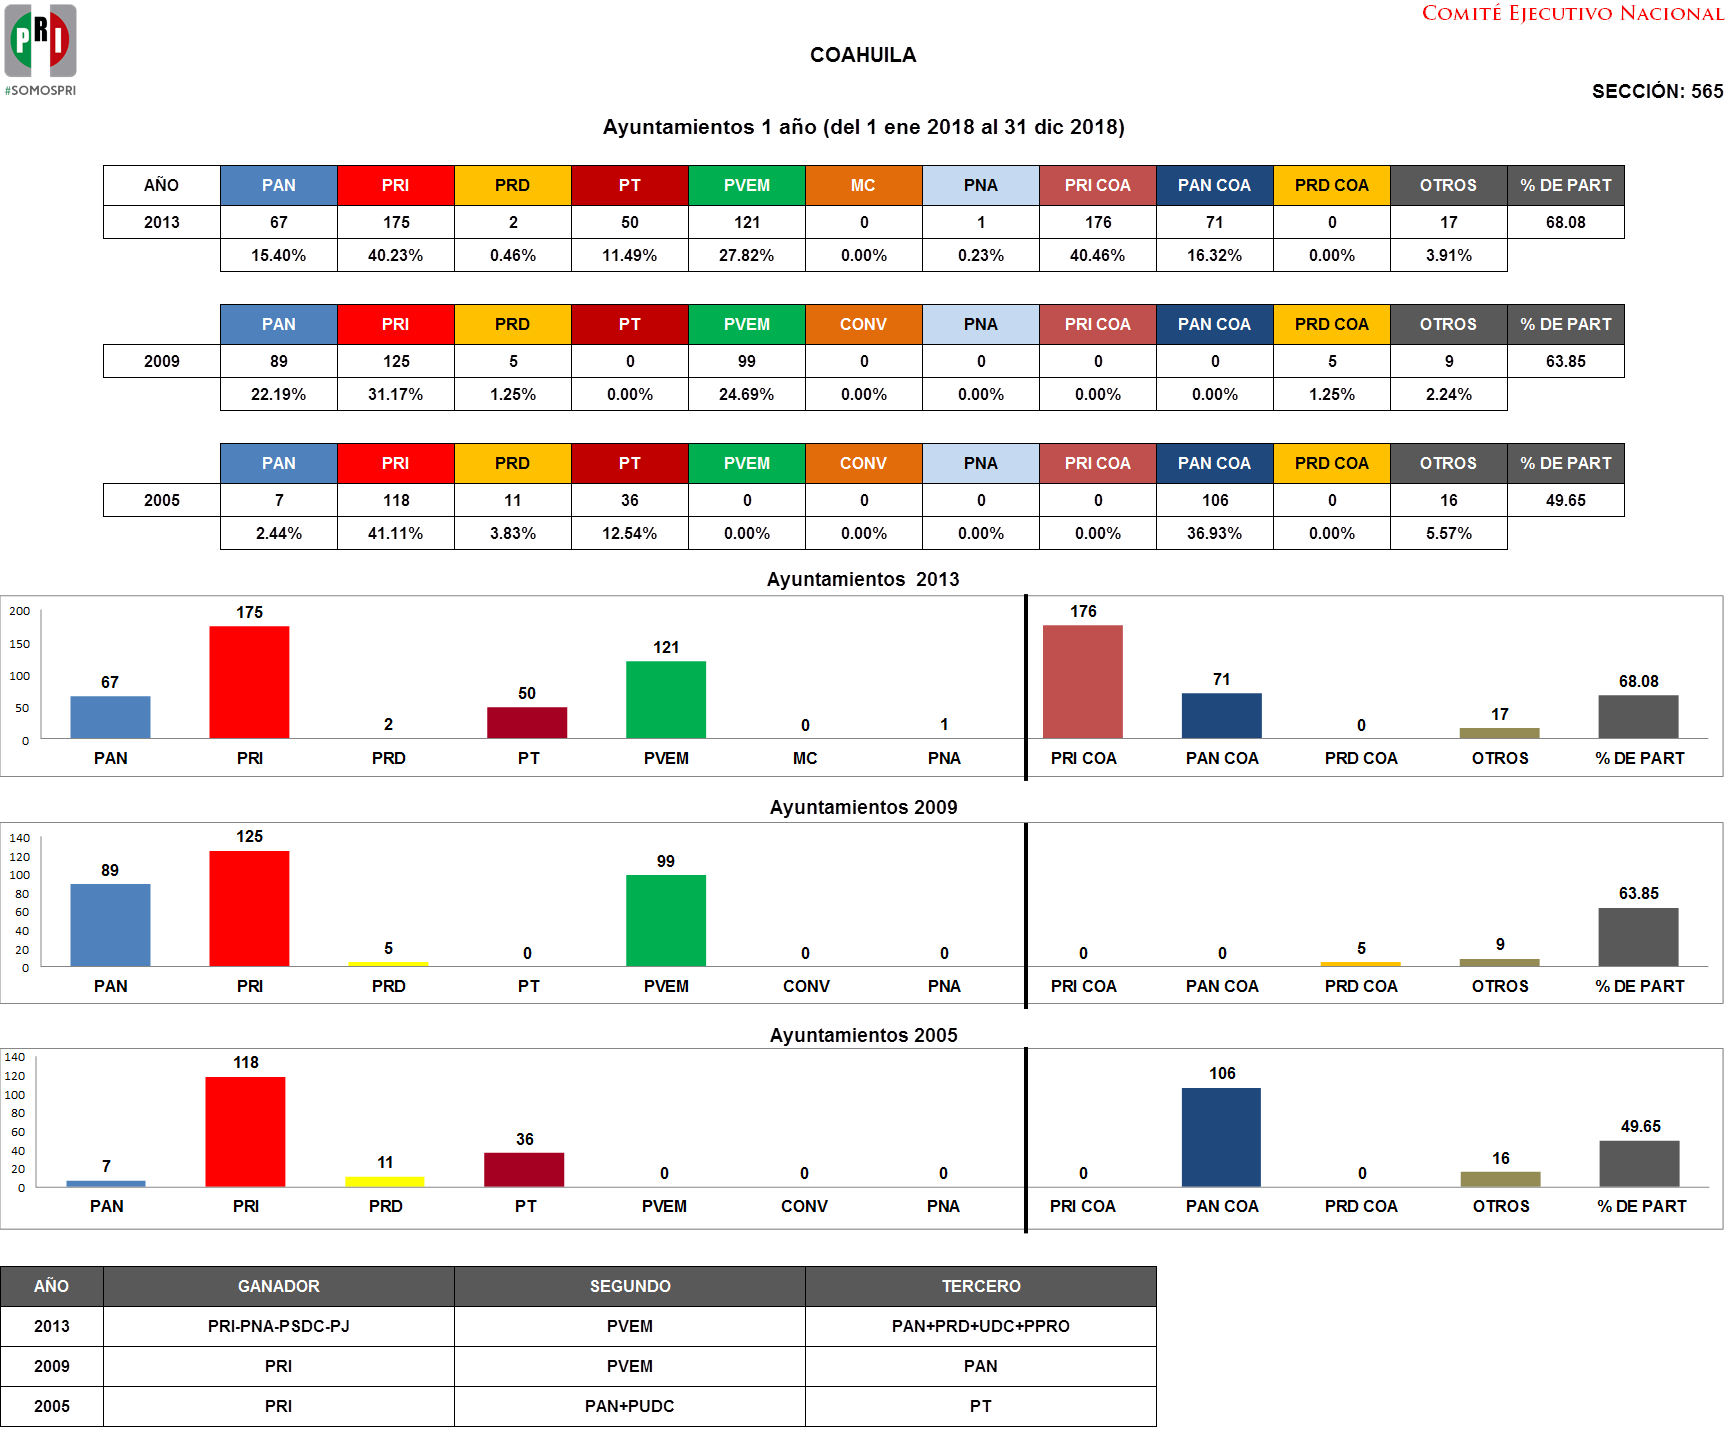 PRI
#SOMOSPRI
COMITÉ EJECUTIVO NACIONAL
COAHUILA
SECCIÓN: 565
Ayuntamientos 1 año (del 1 ene 2018 al 31 dic 2018)
AÑO PAN PRI PRD PT PVEM MC PNA PRI COA PAN COA PRD COA OTROS % DE PART
2013 67 175 2 50 121 0 1 176 71 0 17 68.08
15.40% 40.23% 0.46% 11.49% 27.82% 0.00% 0.23% 40.46% 16.32% 0.00% 3.91%
PAN PRI PRD PT PVEM CONV PNA PRI COA PAN COA PRD COA OTROS % DE PART
2009 89 125 5 0 99 0 0 0 0 5 9 63.85
22.19% 31.17% 1.25% 0.00% 24.69% 0.00% 0.00% 0.00% 0.00% 1.25% 2.24%
PAN PRI PRD PT PVEM CONV PNA PRI COA PAN COA PRD COA OTROS % DE PART
2005 7 118 11 36 0 0 0 0 106 0 16 49.65
2.44% 41.11% 3.83% 12.54% 0.00% 0.00% 0.00% 0.00% 36.93% 0.00% 5.57%
Ayuntamientos 2013
200
150
100
50
0
67 175 2 50 121 0 1 176 71 0 17 68.08
PAN PRI PRD PT PVEM MC PNA PRI COA PAN COA PRD COA OTROS % DE PART
Ayuntamientos 2009
140
120
100
80
60
40
20
0
89 125 5 0 99 0 0 0 0 5 9 63.85
PAN PRI PRD PT PVEM CONV PNA PRI COA PAN COA PRD COA OTROS % DE PART
Ayuntamientos 2005
140
120
100
80
60
40
20
0
7 118 11 36 0 0 0 0 106 0 16 49.65
PAN PRI PRD PT PVEM CONV PNA PRI COA PAN COA PRD COA OTROS % DE PART
AÑO GANADOR SEGUNDO TERCERO
2013 PRI-PNA-PSDC-PJ PVEM PAN+PRD+UDC+PPRO
2009 PRI PVEM PAN
2005 PRI PAN+PUDC PT